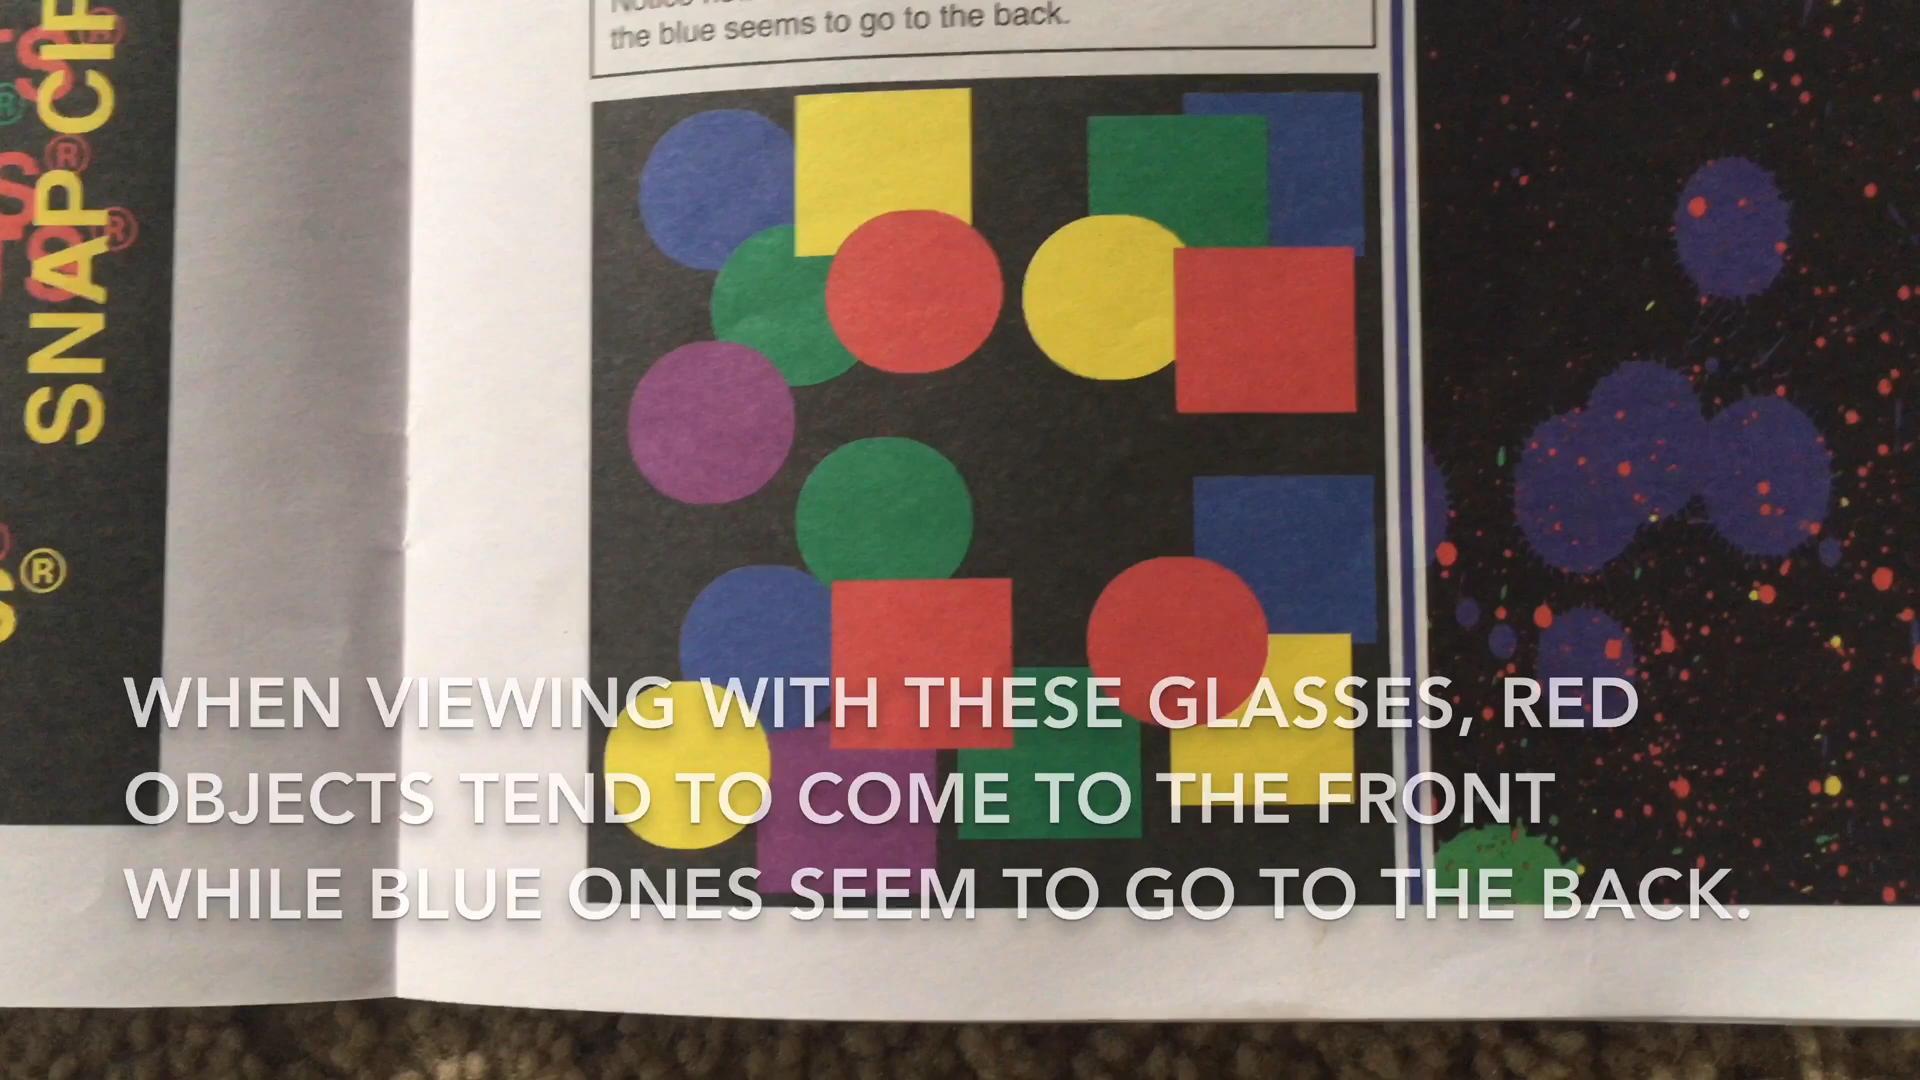 the blue seems to go to the back.
SNAP CIR
®
®
®
®
WHEN VIEWING WITH THESE GLASSES, RED
OBJECTS TEND TO COME TO THE FRONT
WHILE BLUE ONES SEEM TO GO TO THE BACK.